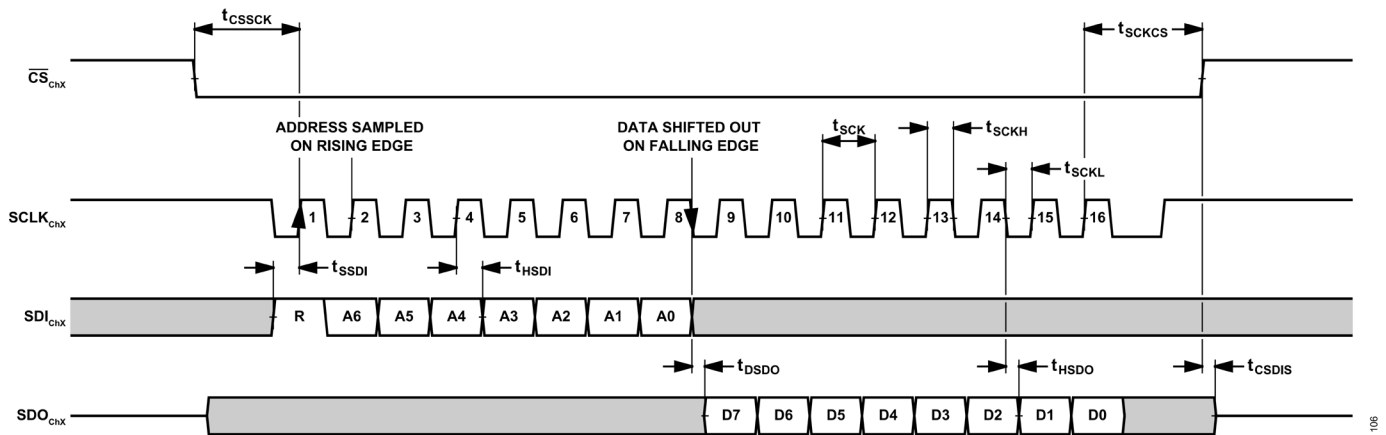 tCSSCK
tSCKCS
CSChX
ADDRESS SAMPLED
ON RISING EDGE
DATA SHIFTED OUT
ON FALLING EDGE
tSCK
tSCKH
tSCKL
SCLKChX 1 2 3 4 5 6 7 8 9 10 11 12 13 14 15 16
tSSDI
tHSDI
SDIChX R A6 A5 A4 A3 A2 A1 A0
tDSDO
tHSDO
tCSDIS
SDOChX D7 D6 D5 D4 D3 D2 D1 D0
106